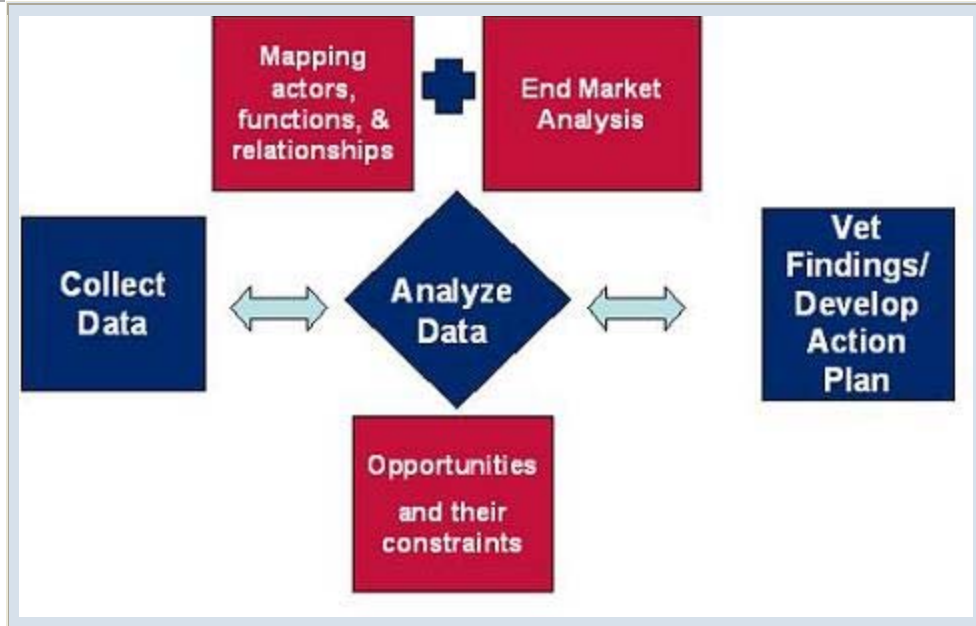 Mapping
actors,
functions, &
relationships
End Market
Analysis
Collect
Data
Analyze
Data
Vet
Findings/
Develop
Action
Plan
Opportunities
and their
constraints